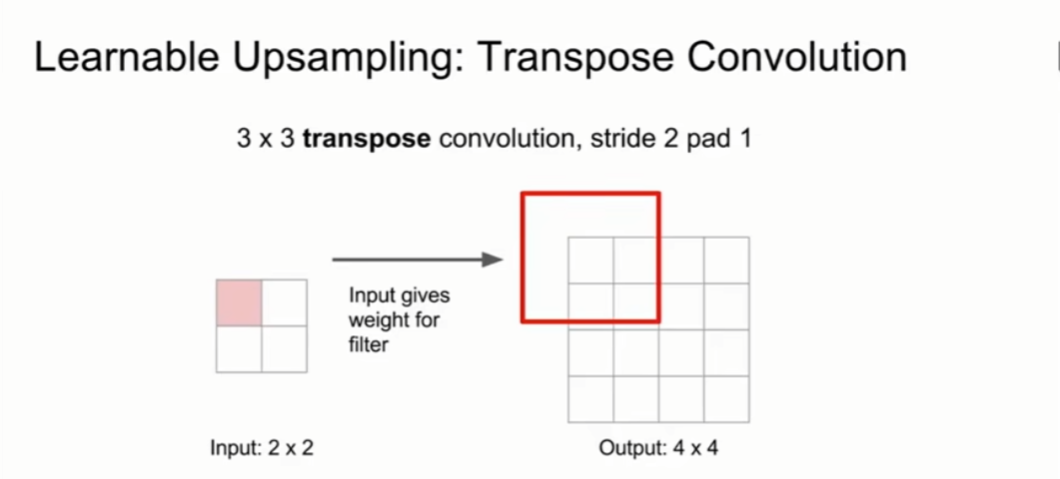 Learnable Upsampling: Transpose Convolution
3 x 3 transpose convolution, stride 2 pad 1
Input gives
weight for
filter
Input: 2 x 2
Output: 4 x 4